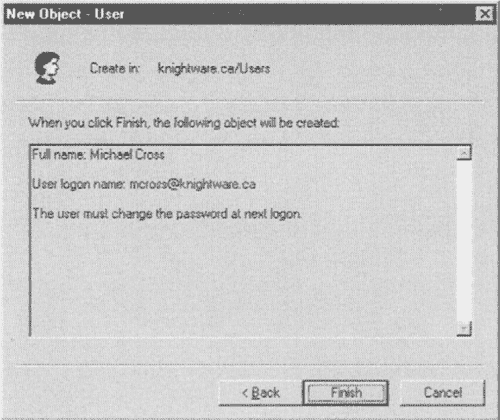 New Object - User
Create in: knightware.ca/Users
When you click Finish, the following object will be created:
Full name: Michael Cross
User logon name: mcross@knightware.ca
The user must change the password at next logon.
< Back Finish Cancel